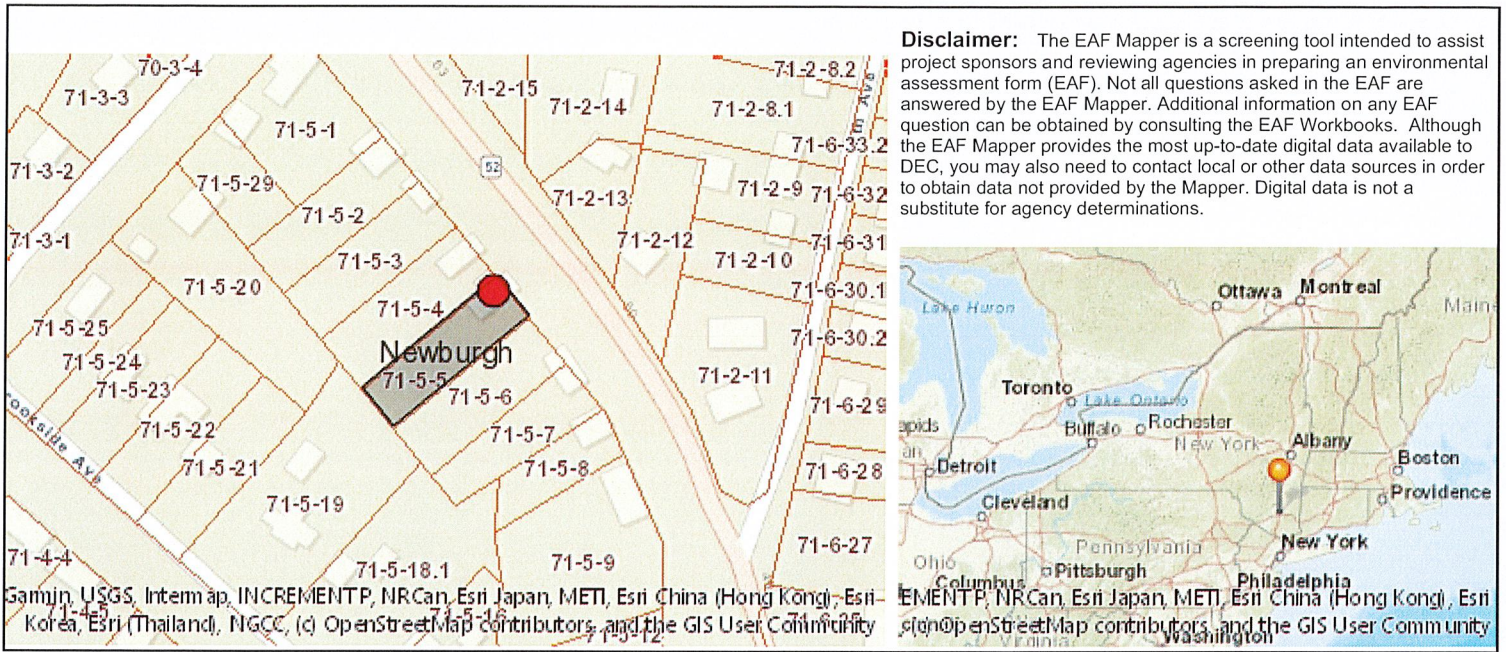 Disclaimer: The EAF Mapper is a screening tool intended to assist
project sponsors and reviewing agencies in preparing an environmental
assessment form (EAF). Not all questions asked in the EAF are
answered by the EAF Mapper. Additional information on any EAF
question can be obtained by consulting the EAF Workbooks. Although
the EAF Mapper provides the most up-to-date digital data available to
DEC, you may also need to contact local or other data sources in order
to obtain data not provided by the Mapper. Digital data is not a
substitute for agency determinations.
70-3-4
71-3-3
71-5-1
71-2-15
71-2-14
71-2-8.2
71-2-8.1
71-6-33.2
71-3-2
52
71-5-29
71-2-13
71-2-9
71-6-32
71-5-2
71-3-1
71-2-12
71-6-31
71-5-3
71-2-10
71-5-20
71-6-30.1
71-5-4
71-5-25
71-6-30.2
Newburgh
71-5-24
71-5-5
71-2-11
71-5-23
71-5-6
71-6-29
71-5-22
71-5-7
71-5-21
71-5-8
71-6-28
ookside Ave
71-5-19
71-6-27
71-4-4
71-5-18.1
71-5-9
71-4-5
71-5-16
71-5-12
Garmin, USGS, Intermap, INCREMENT P, NRCan, Esri Japan, METI, Esri China (Hong Kong), Esri
Korea, Esri (Thailand), NGCC, (c) OpenStreetMap contributors, and the GIS User Community
Ottawa
Montreal
Maine
Lake Huron
Toronto
Lake Ontario
apids
Buffalo
Rochester
New York
Albany
Boston
Detroit
Providence
Cleveland
New York
Pennsylvania
Ohio
Pittsburgh
Columbus
Philadelphia
EMENT P, NRCan, Esri Japan, METI, Esri China (Hong Kong), Esri
(c) OpenStreetMap contributors, and the GIS User Community
Virginia
Washington